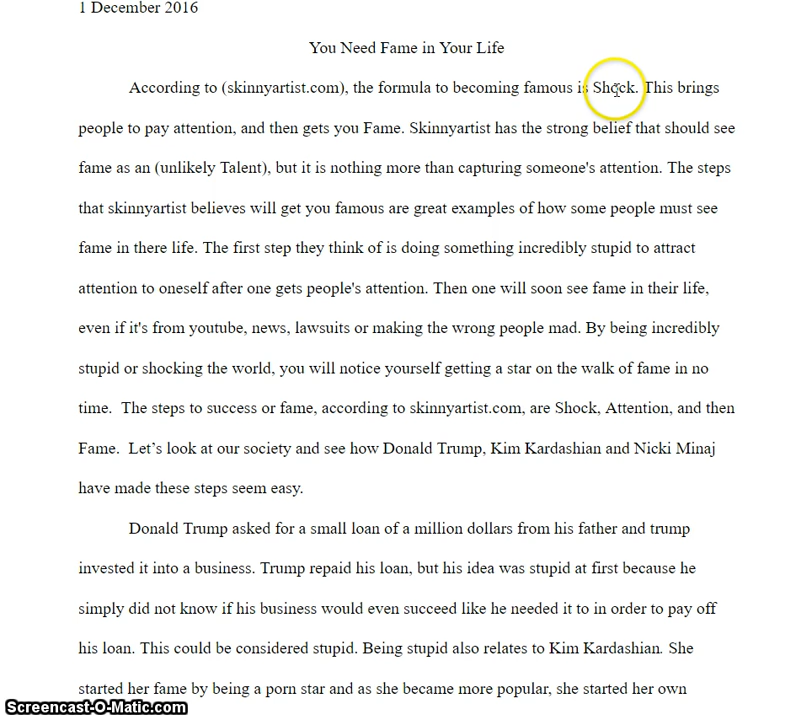 1 December 2016
You Need Fame in Your Life
According to (skinnyartist.com), the formula to becoming famous is Shock. This brings
people to pay attention, and then gets you Fame. Skinnyartist has the strong belief that should see
fame as an (unlikely Talent), but it is nothing more than capturing someone's attention. The steps
that skinnyartist believes will get you famous are great examples of how some people must see
fame in there life. The first step they think of is doing something incredibly stupid to attract
attention to oneself after one gets people's attention. Then one will soon see fame in their life,
even if it's from youtube, news, lawsuits or making the wrong people mad. By being incredibly
stupid or shocking the world, you will notice yourself getting a star on the walk of fame in no
time.  The steps to success or fame, according to skinnyartist.com, are Shock, Attention, and then
Fame.  Let’s look at our society and see how Donald Trump, Kim Kardashian and Nicki Minaj
have made these steps seem easy.
Donald Trump asked for a small loan of a million dollars from his father and trump
invested it into a business. Trump repaid his loan, but his idea was stupid at first because he
simply did not know if his business would even succeed like he needed it to in order to pay off
his loan. This could be considered stupid. Being stupid also relates to Kim Kardashian. She
started her fame by being a porn star and as she became more popular, she started her own
Screencast-O-Matic.com